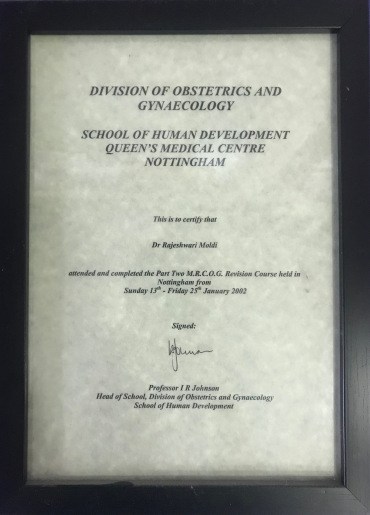 DIVISION OF OBSTETRICS AND
GYNAECOLOGY
SCHOOL OF HUMAN DEVELOPMENT
QUEEN'S MEDICAL CENTRE
NOTTINGHAM
This is to certify that
Dr Rajeshwari Moldi
attended and completed the Part Two M.R.C.O.G. Revision Course held in
Nottingham from
Sunday 13th - Friday 25th January 2002
Signed:
Professor I R Johnson
Head of School, Division of Obstetrics and Gynaecology
School of Human Development